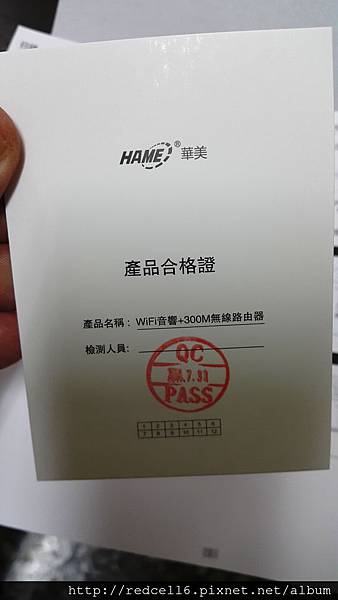 HAME® 華美
產品合格證
產品名稱：WiFi音響+300M無線路由器
檢測人員:
QC
PASS
1 2 3 4 5 6
7 8 9 10 11 12
http://redcell16.pixnet.net/album